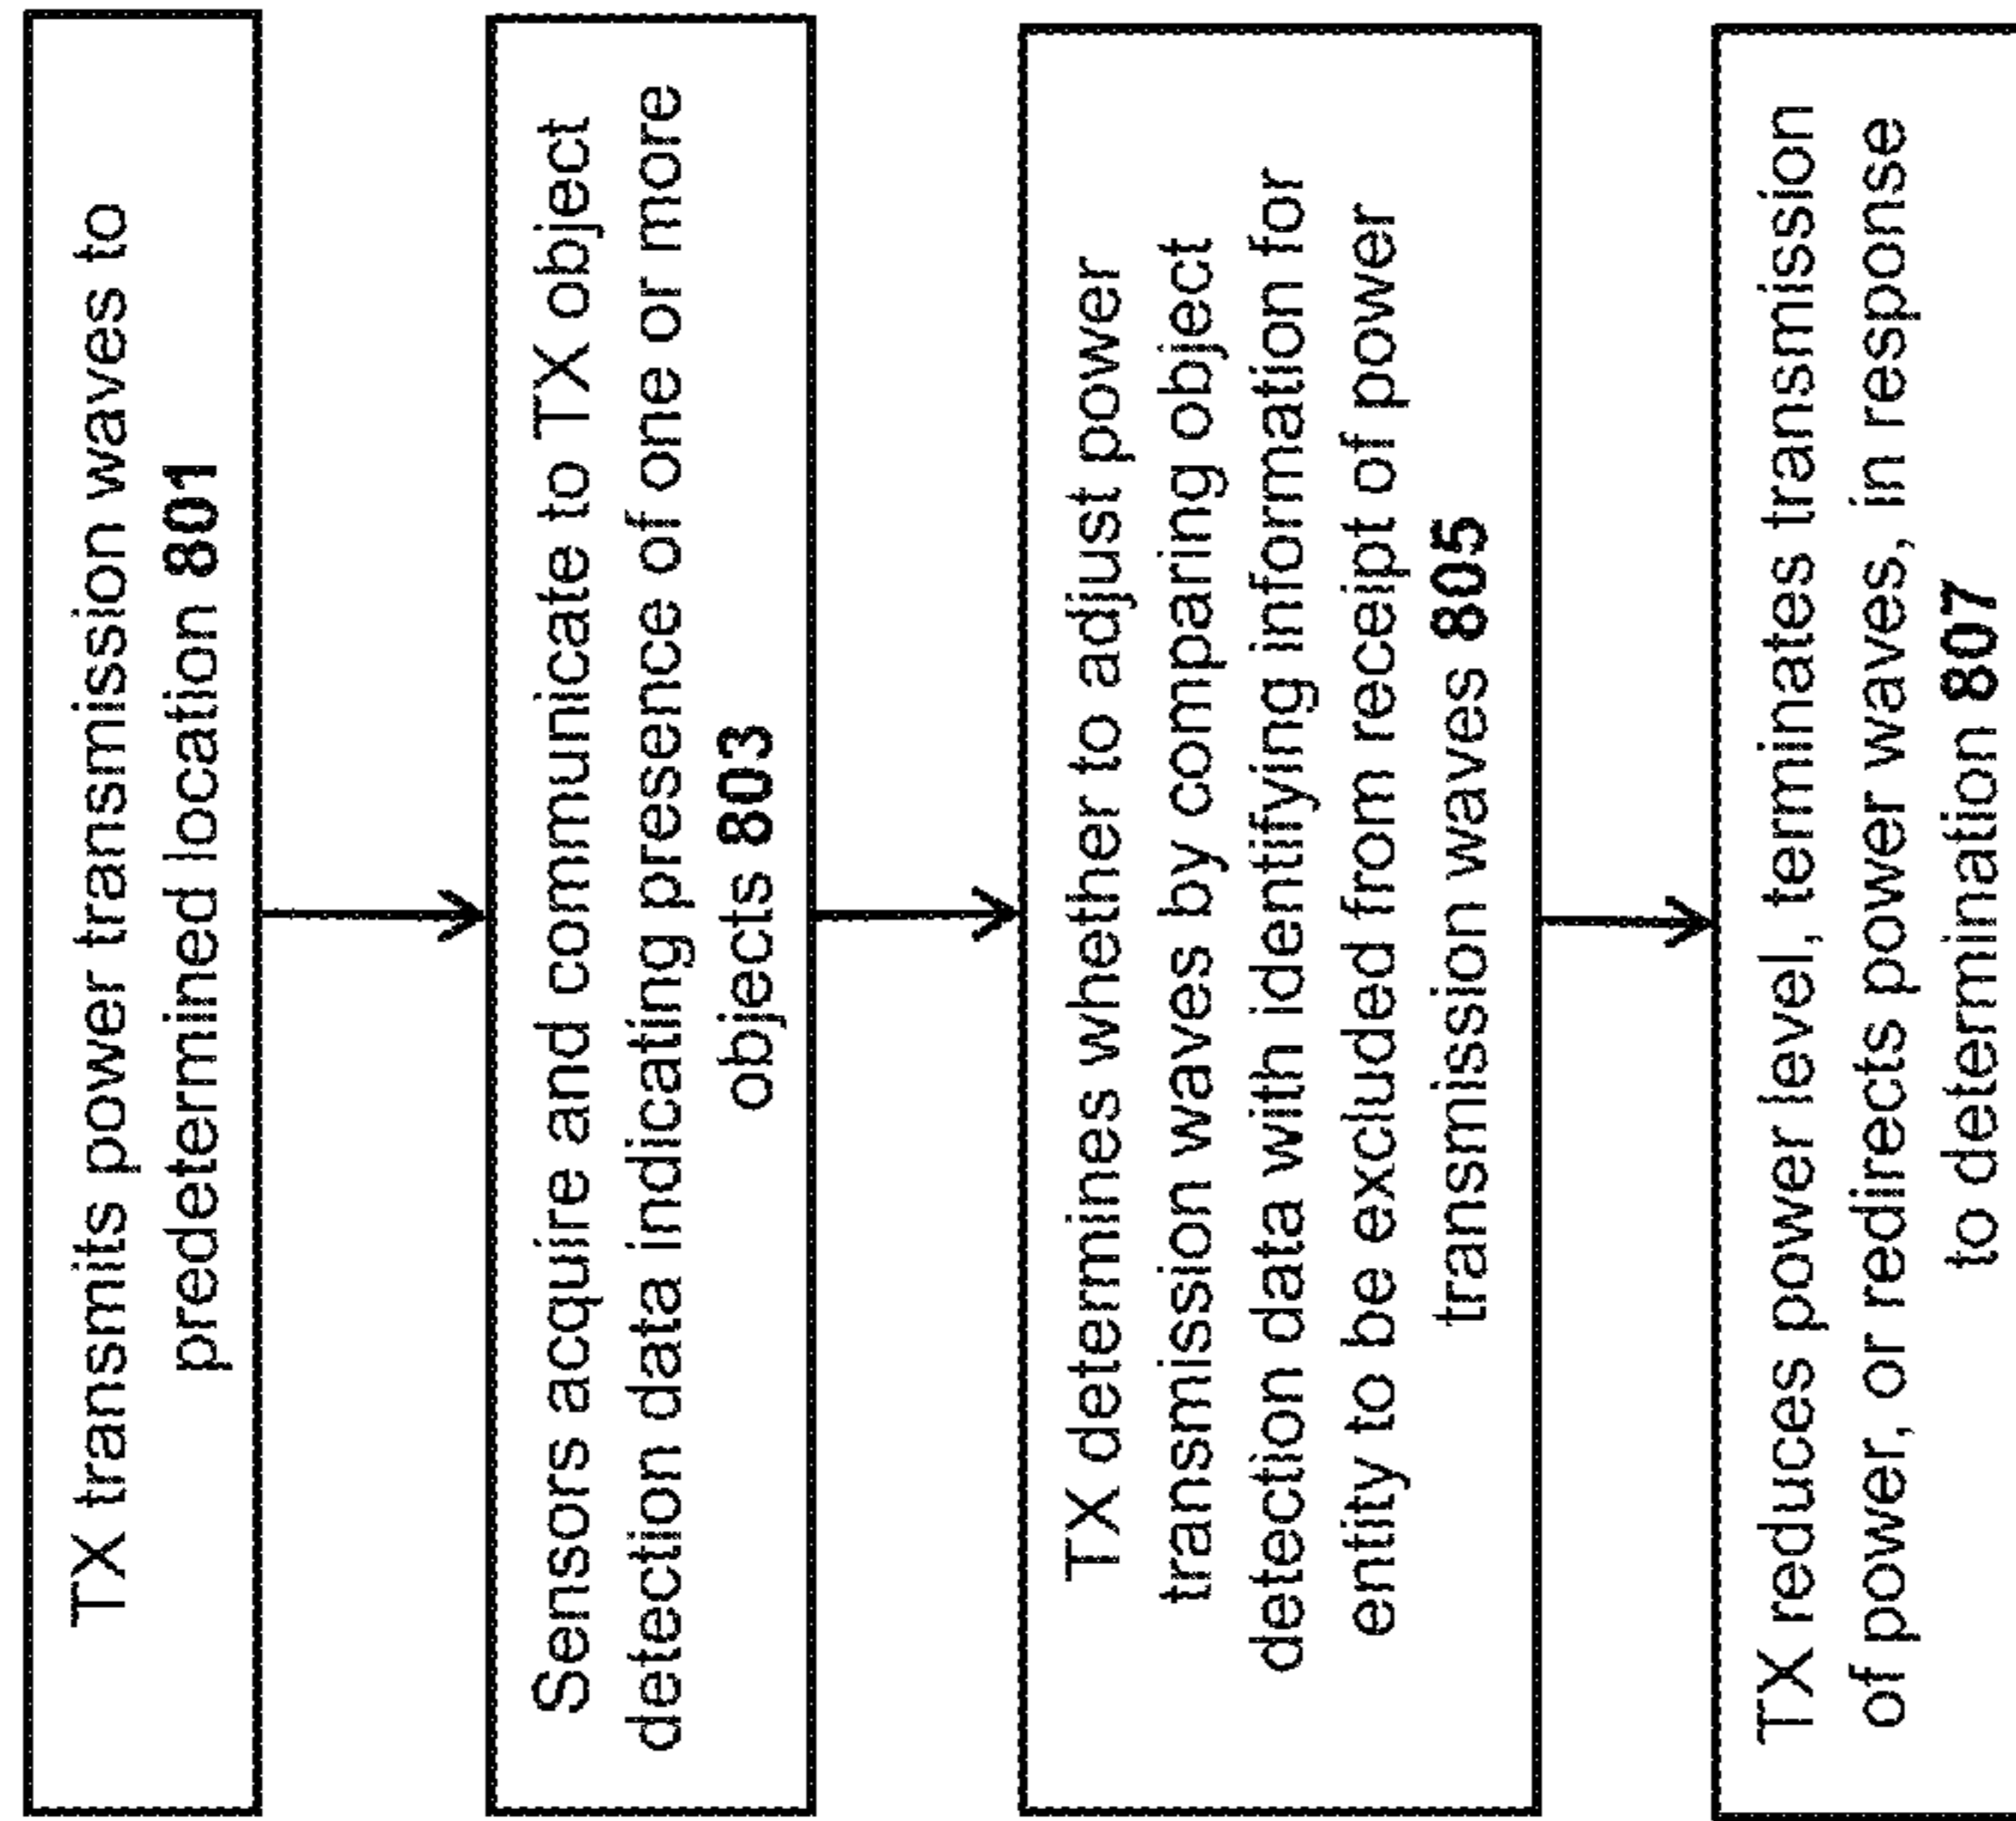 TX transmits power transmission waves to
predetermined location 801
Sensors acquire and communicate to TX object
detection data indicating presence of one or more
objects 803
TX determines whether to adjust power
transmission waves by comparing object
detection data with identifying information for
entity to be excluded from receipt of power
transmission waves 805
TX reduces power level, terminates transmission
of power, or redirects power waves, in response
to determination 807